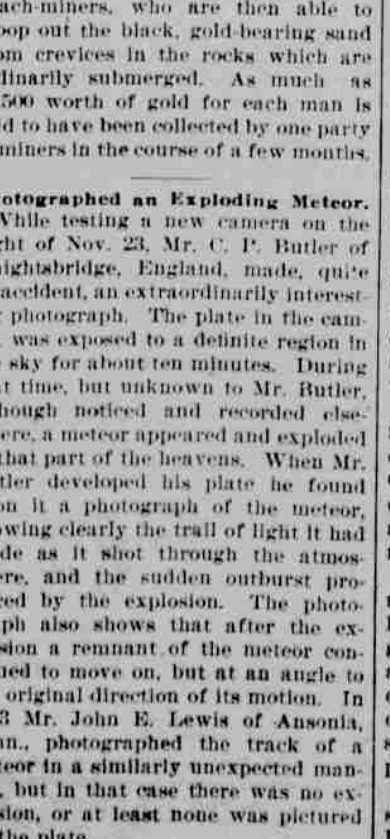 ach-miners, who are then able to
oop out the black, gold-bearing sand
om crevices in the rocks which are
dinarily submerged. As much as
500 worth of gold for each man is
id to have been collected by one party
miners in the course of a few months.
otographed an Exploding Meteor.
While testing a new camera on the
ght of Nov. 23, Mr. C. P. Butler of
nightsbridge, England, made, quite
accident, an extraordinarily interest-
g photograph. The plate in the cam-
was exposed to a definite region in
e sky for about ten minutes. During
at time, but unknown to Mr. Butler,
hough noticed and recorded else-
ere, a meteor appeared and exploded
that part of the heavens. When Mr.
tler developed his plate he found
on it a photograph of the meteor,
owing clearly the trail of light it had
de as it shot through the atmos-
ere, and the sudden outburst pro-
ced by the explosion. The photo-
ph also shows that after the ex-
sion a remnant of the meteor con-
ued to move on, but at an angle to
original direction of its motion. In
3 Mr. John E. Lewis of Ansonia,
nn., photographed the track of a
teor in a similarly unexpected man-
, but in that case there was no ex-
sion, or at least none was pictured
the plate.